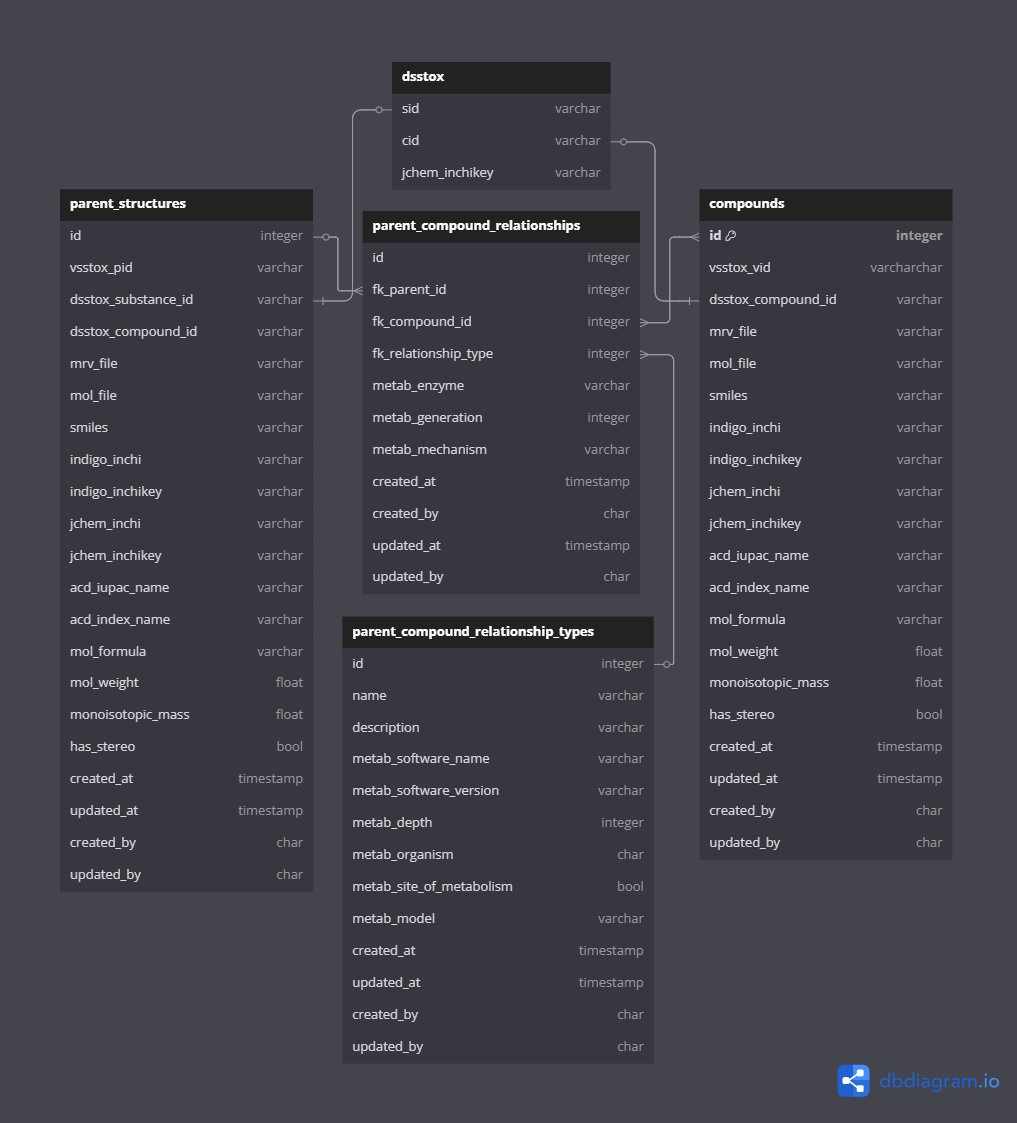 dsstox
sid varchar
cid varchar
jchem_inchikey varchar
parent_structures
id integer
vsstox_pid varchar
dsstox_substance_id varchar
dsstox_compound_id varchar
mrv_file varchar
mol_file varchar
smiles varchar
indigo_inchi varchar
indigo_inchikey varchar
jchem_inchi varchar
jchem_inchikey varchar
acd_iupac_name varchar
acd_index_name varchar
mol_formula varchar
mol_weight float
monoisotopic_mass float
has_stereo bool
created_at timestamp
updated_at timestamp
created_by char
updated_by char
parent_compound_relationships
id integer
fk_parent_id integer
fk_compound_id integer
fk_relationship_type integer
metab_enzyme varchar
metab_generation integer
metab_mechanism varchar
created_at timestamp
created_by char
updated_at timestamp
updated_by char
parent_compound_relationship_types
id integer
name varchar
description varchar
metab_software_name varchar
metab_software_version varchar
metab_depth integer
metab_organism char
metab_site_of_metabolism bool
metab_model varchar
created_at timestamp
updated_at timestamp
created_by char
updated_by char
compounds
id integer
vsstox_vid varcharchar
dsstox_compound_id varchar
mrv_file varchar
mol_file varchar
smiles varchar
indigo_inchi varchar
indigo_inchikey varchar
jchem_inchi varchar
jchem_inchikey varchar
acd_iupac_name varchar
acd_index_name varchar
mol_formula varchar
mol_weight float
monoisotopic_mass float
has_stereo bool
created_at timestamp
updated_at timestamp
created_by char
updated_by char
dbdiagram.io